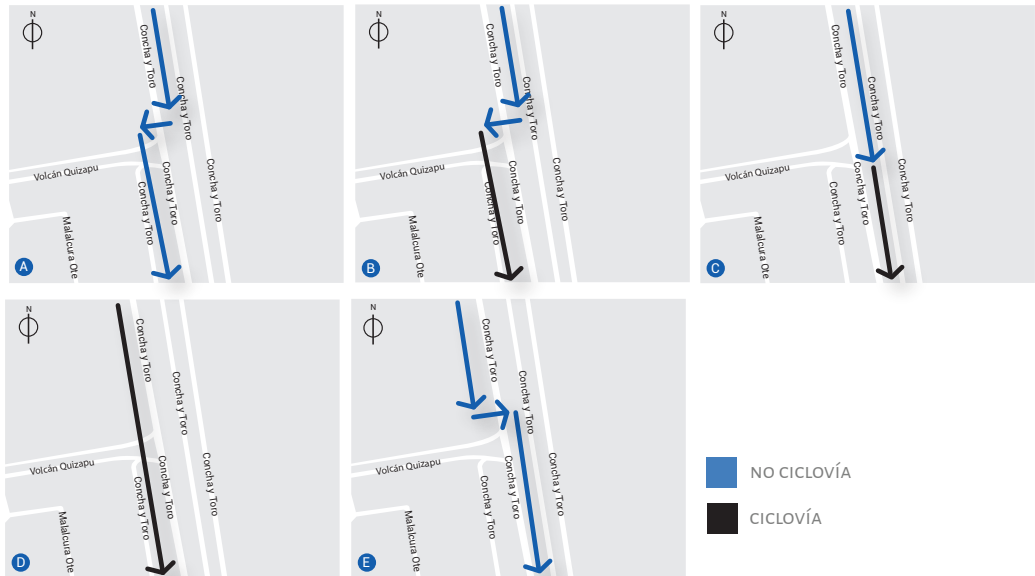 N
Concha y Toro
Concha y Toro
Volcán Quizapu
Concha y Toro
Concha y Toro
Concha y Toro
Malalcura Ote
A
N
Concha y Toro
Concha y Toro
Volcán Quizapu
Concha y Toro
Concha y Toro
Concha y Toro
Malalcura Ote
B
N
Concha y Toro
Concha y Toro
Volcán Quizapu
Concha y Toro
Concha y Toro
Concha y Toro
Malalcura Ote
C
N
Concha y Toro
Concha y Toro
Volcán Quizapu
Concha y Toro
Concha y Toro
Concha y Toro
Malalcura Ote
D
N
Concha y Toro
Concha y Toro
Volcán Quizapu
Concha y Toro
Concha y Toro
Concha y Toro
Malalcura Ote
E
NO CICLOVÍA
CICLOVÍA